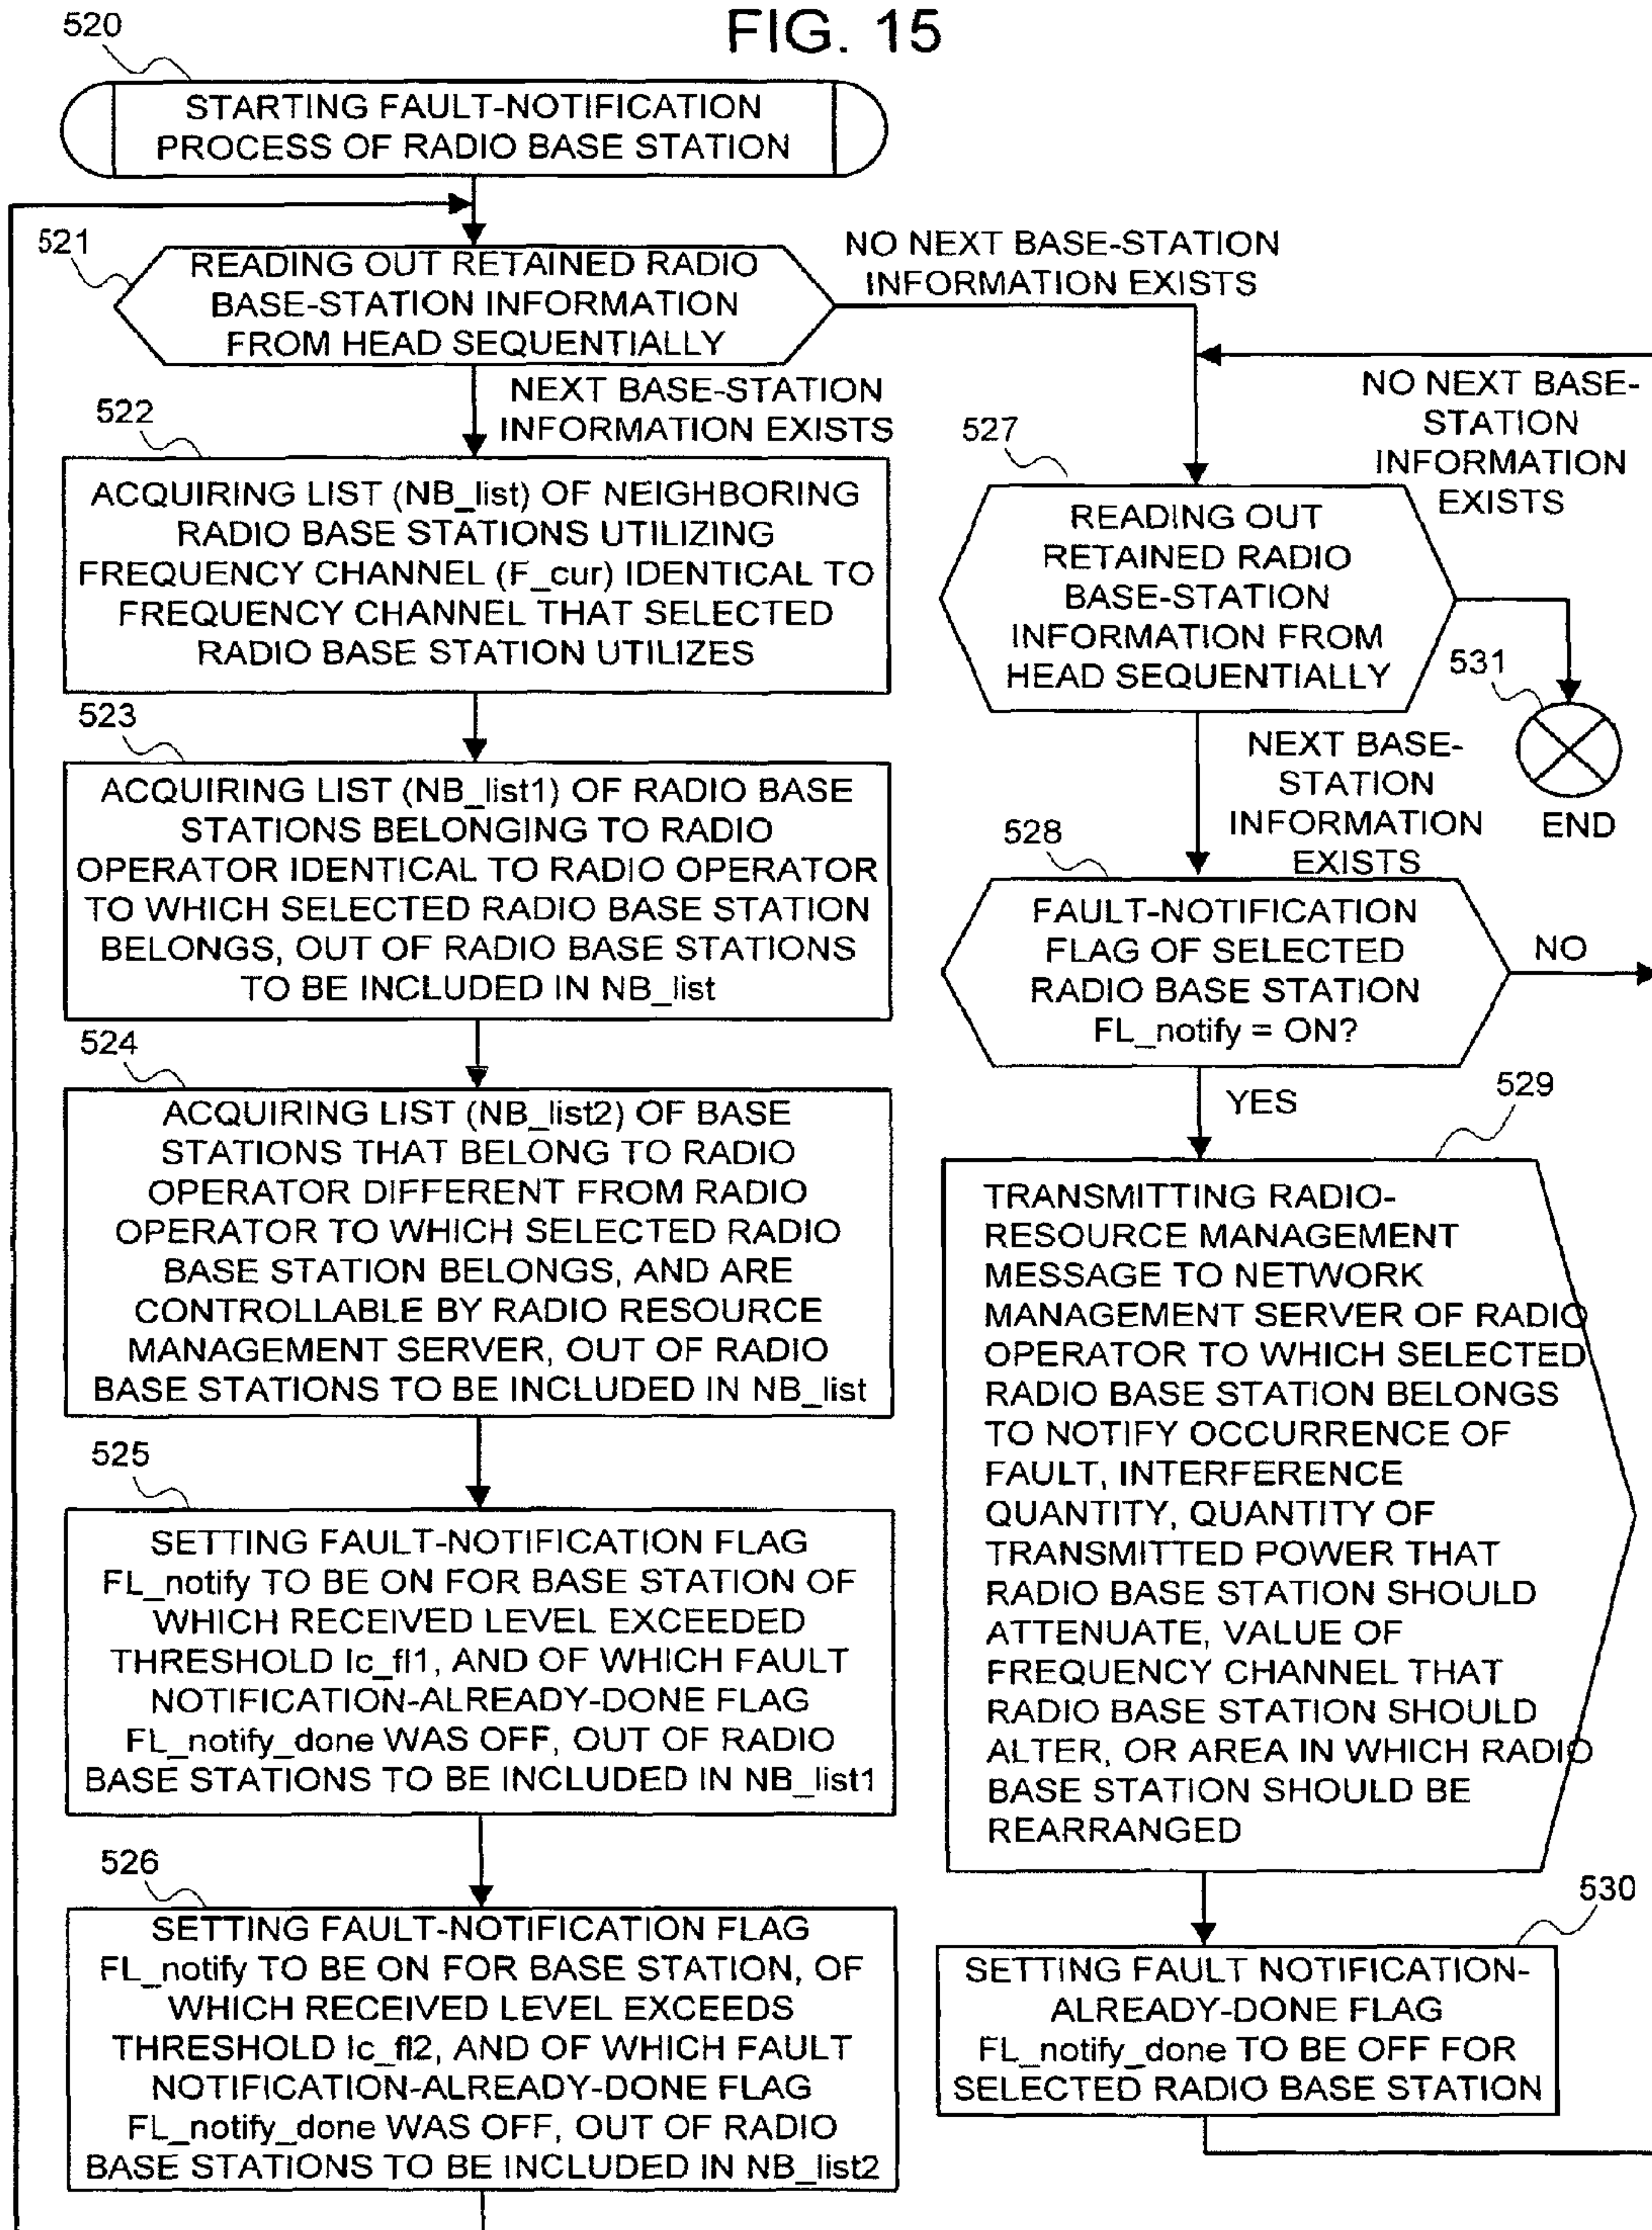 FIG. 15
520
STARTING FAULT-NOTIFICATION
PROCESS OF RADIO BASE STATION
521
READING OUT RETAINED RADIO
BASE-STATION INFORMATION
FROM HEAD SEQUENTIALLY
NO NEXT BASE-STATION
INFORMATION EXISTS
NEXT BASE-STATION
INFORMATION EXISTS
522
ACQUIRING LIST (NB_list) OF NEIGHBORING
RADIO BASE STATIONS UTILIZING
FREQUENCY CHANNEL (F_cur) IDENTICAL TO
FREQUENCY CHANNEL THAT SELECTED
RADIO BASE STATION UTILIZES
523
ACQUIRING LIST (NB_list1) OF RADIO BASE
STATIONS BELONGING TO RADIO
OPERATOR IDENTICAL TO RADIO OPERATOR
TO WHICH SELECTED RADIO BASE STATION
BELONGS, OUT OF RADIO BASE STATIONS
TO BE INCLUDED IN NB_list
524
ACQUIRING LIST (NB_list2) OF BASE
STATIONS THAT BELONG TO RADIO
OPERATOR DIFFERENT FROM RADIO
OPERATOR TO WHICH SELECTED RADIO
BASE STATION BELONGS, AND ARE
CONTROLLABLE BY RADIO RESOURCE
MANAGEMENT SERVER, OUT OF RADIO
BASE STATIONS TO BE INCLUDED IN NB_list
525
SETTING FAULT-NOTIFICATION FLAG
FL_notify TO BE ON FOR BASE STATION OF
WHICH RECEIVED LEVEL EXCEEDED
THRESHOLD Ic_fl1, AND OF WHICH FAULT
NOTIFICATION-ALREADY-DONE FLAG
FL_notify_done WAS OFF, OUT OF RADIO
BASE STATIONS TO BE INCLUDED IN NB_list1
526
SETTING FAULT-NOTIFICATION FLAG
FL_notify TO BE ON FOR BASE STATION, OF
WHICH RECEIVED LEVEL EXCEEDS
THRESHOLD Ic_fl2, AND OF WHICH FAULT
NOTIFICATION-ALREADY-DONE FLAG
FL_notify_done WAS OFF, OUT OF RADIO
BASE STATIONS TO BE INCLUDED IN NB_list2
NO NEXT BASE-
STATION
INFORMATION
EXISTS
527
READING OUT
RETAINED RADIO
BASE-STATION
INFORMATION FROM
HEAD SEQUENTIALLY
531
END
NEXT BASE-
STATION
INFORMATION
EXISTS
528
FAULT-NOTIFICATION
FLAG OF SELECTED
RADIO BASE STATION
FL_notify = ON?
NO
YES
529
TRANSMITTING RADIO-
RESOURCE MANAGEMENT
MESSAGE TO NETWORK
MANAGEMENT SERVER OF RADIO
OPERATOR TO WHICH SELECTED
RADIO BASE STATION BELONGS
TO NOTIFY OCCURRENCE OF
FAULT, INTERFERENCE
QUANTITY, QUANTITY OF
TRANSMITTED POWER THAT
RADIO BASE STATION SHOULD
ATTENUATE, VALUE OF
FREQUENCY CHANNEL THAT
RADIO BASE STATION SHOULD
ALTER, OR AREA IN WHICH RADIO
BASE STATION SHOULD BE
REARRANGED
530
SETTING FAULT NOTIFICATION-
ALREADY-DONE FLAG
FL_notify_done TO BE OFF FOR
SELECTED RADIO BASE STATION